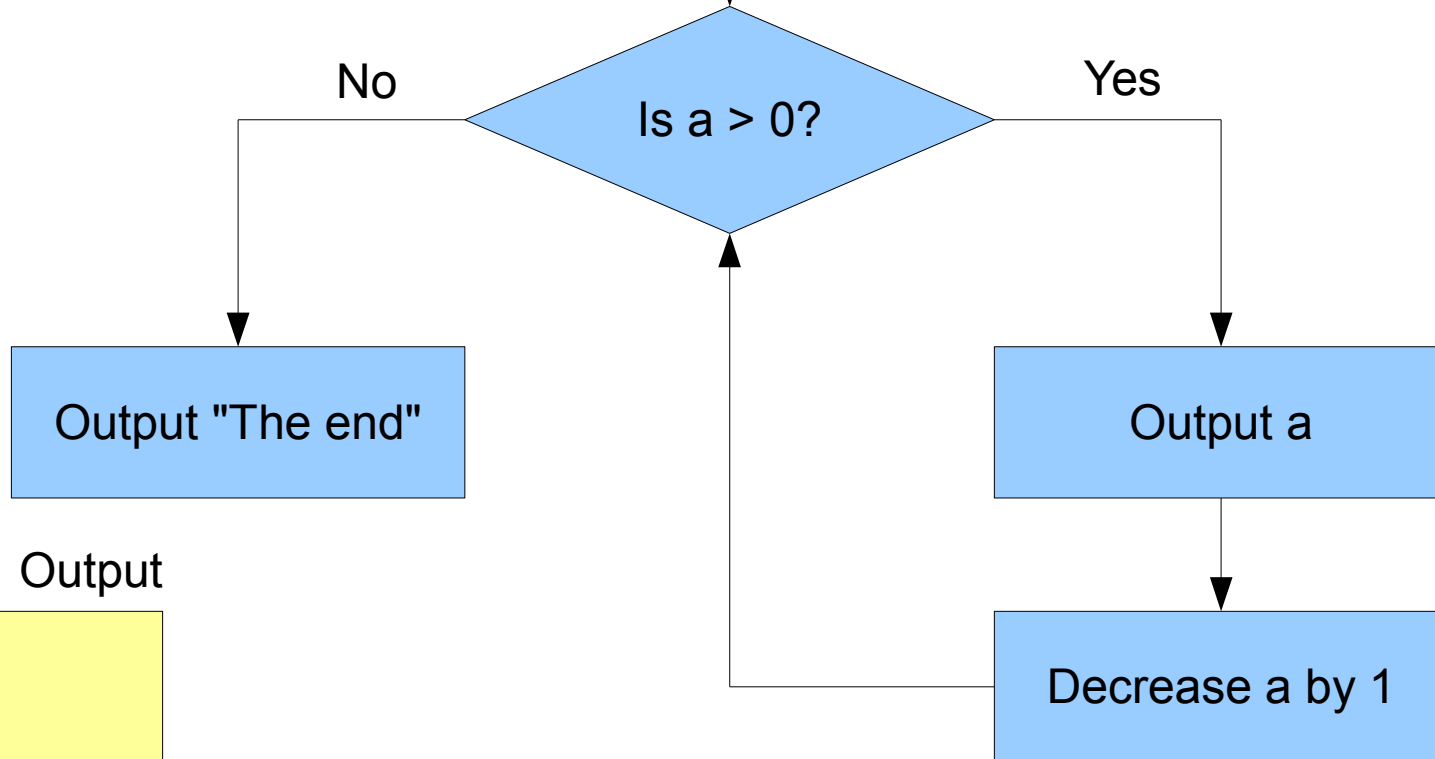 No
Yes
Is a > 0?
Output "The end"
Output a
Output
Decrease a by 1